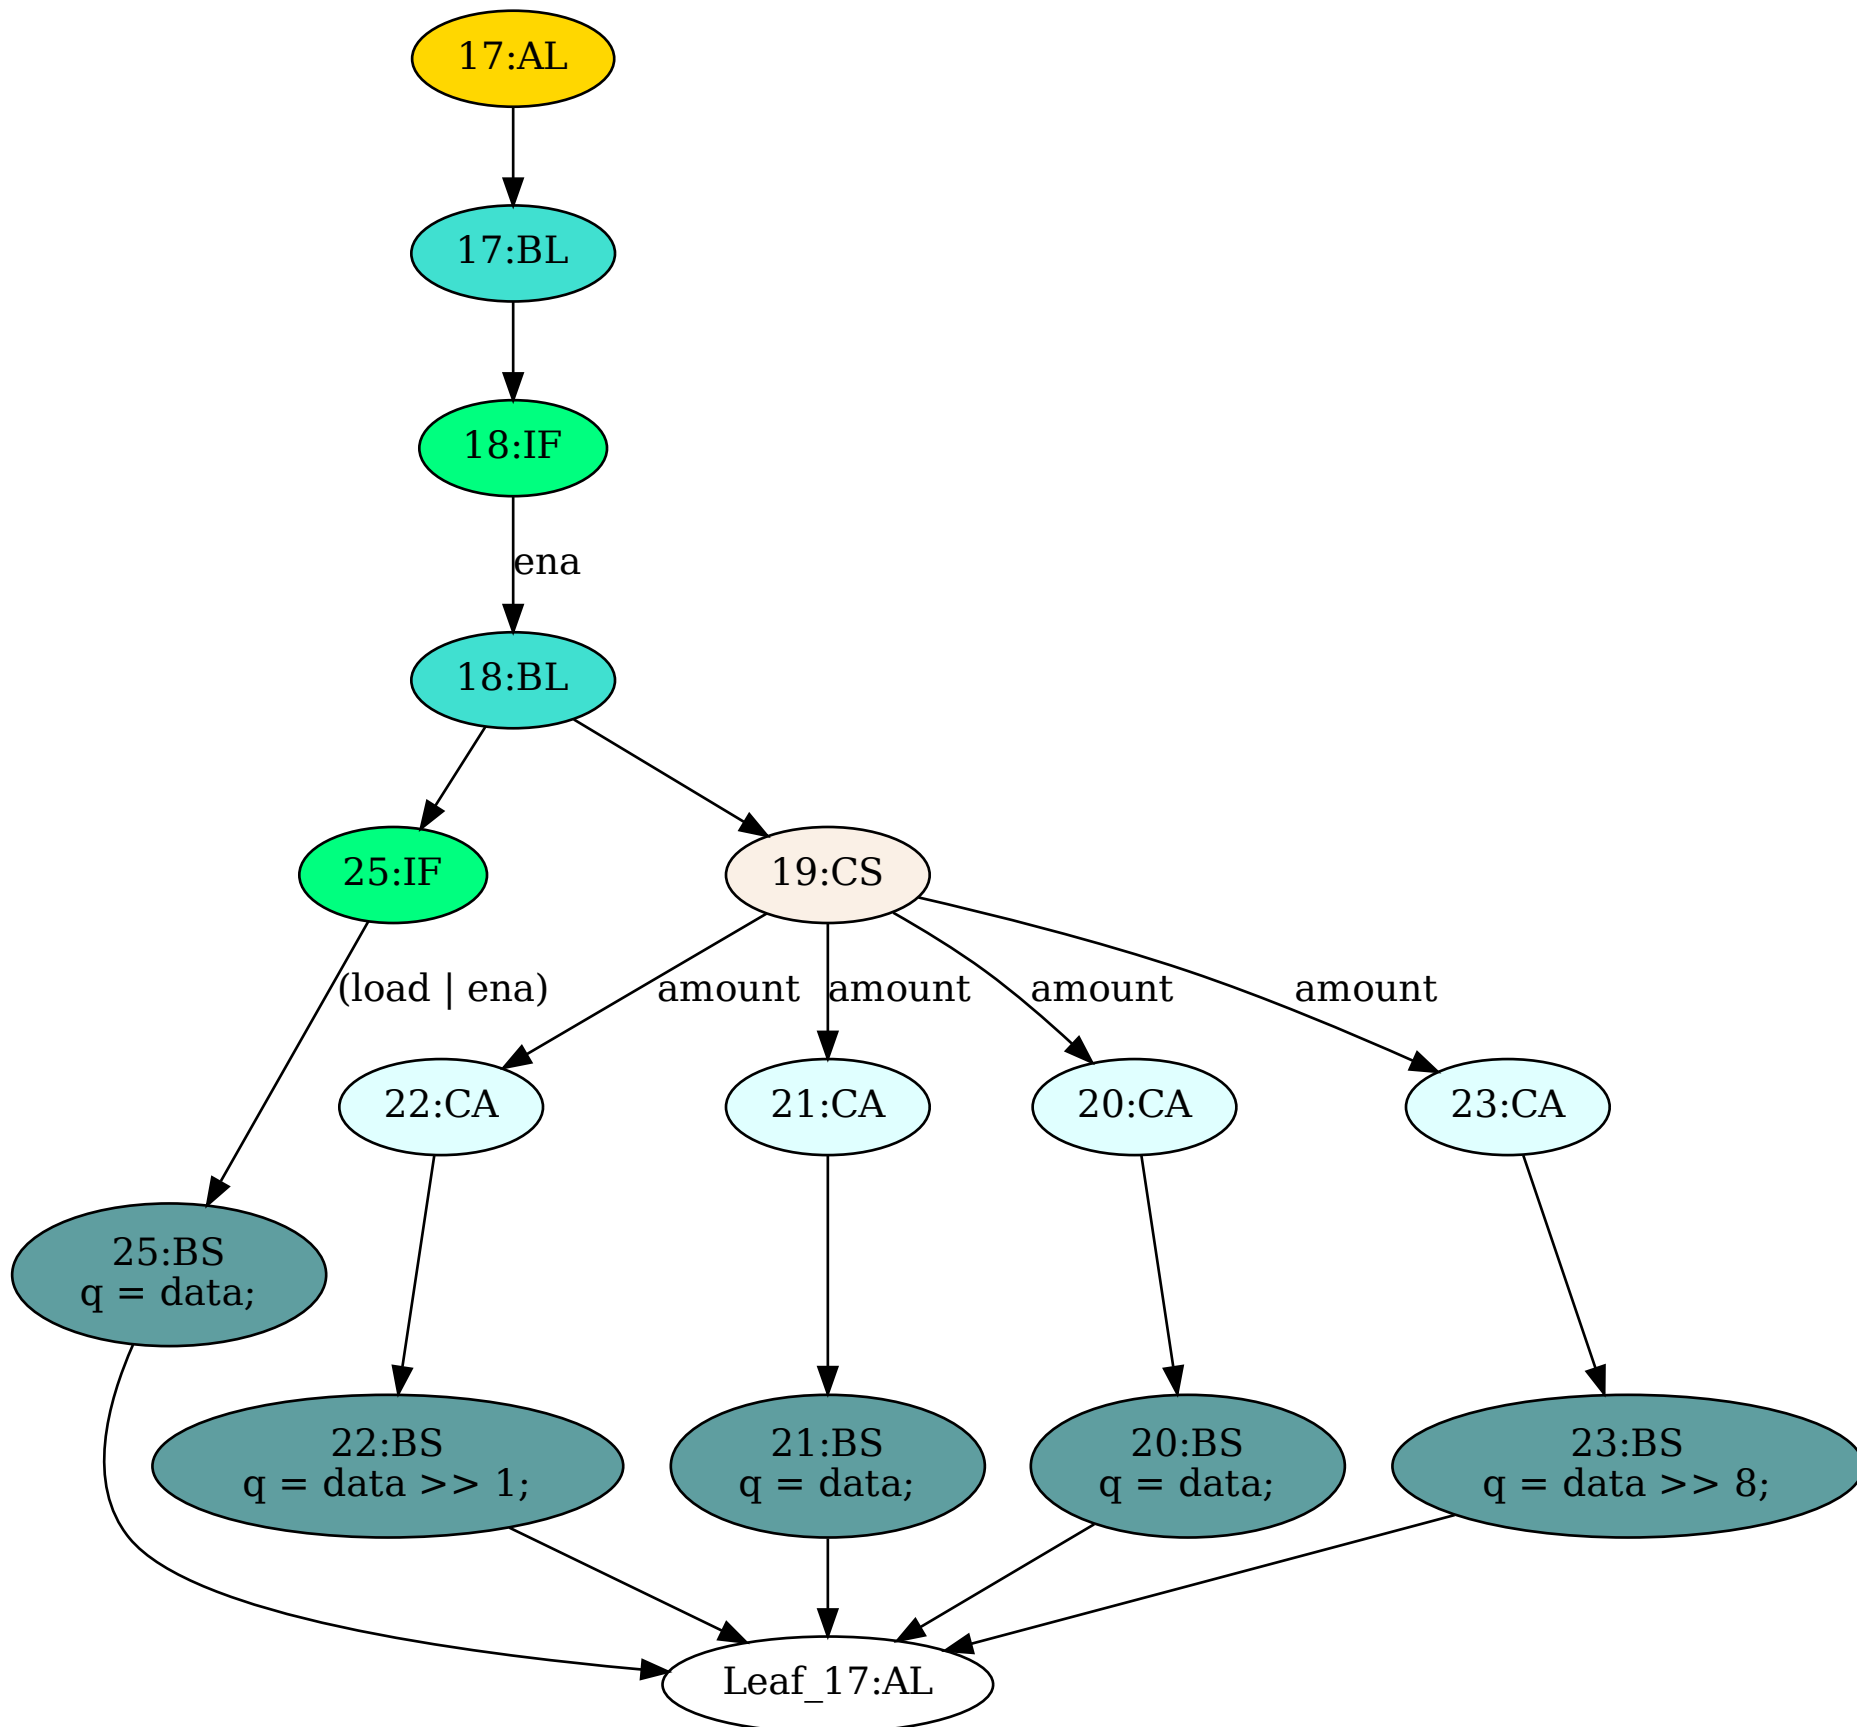 17:AL
17:BL
18:IF
ena
18:BL
25:IF
19:CS
(load | ena)
amount
amount
amount
amount
22:CA
21:CA
20:CA
23:CA
25:BS
q = data;
22:BS
q = data >> 1;
21:BS
q = data;
20:BS
q = data;
23:BS
q = data >> 8;
Leaf_17:AL